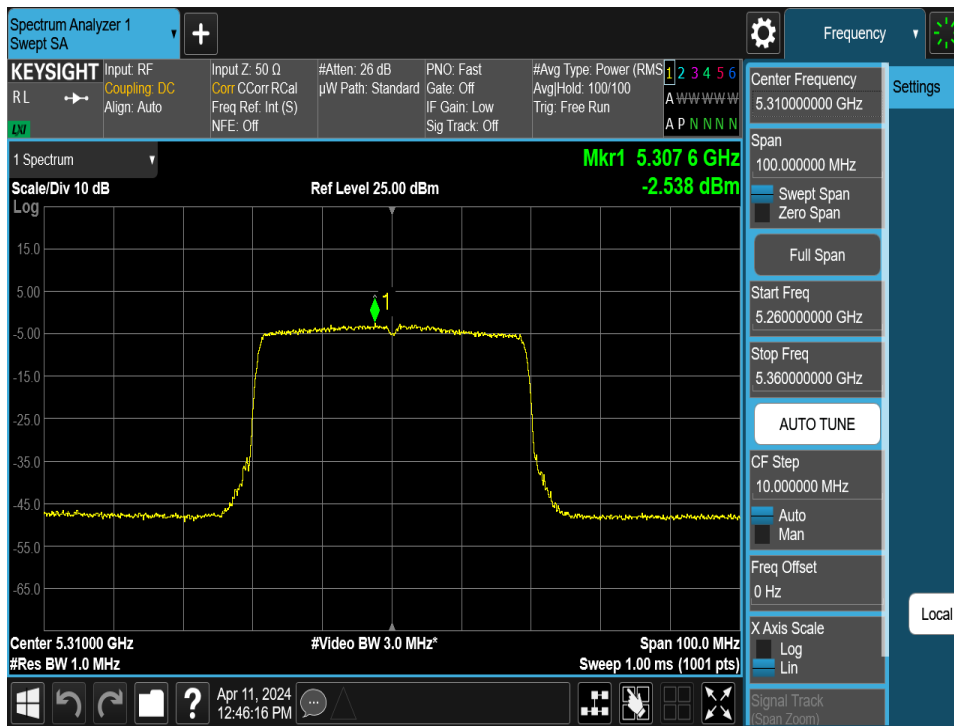 Spectrum Analyzer 1
Swept SA
+
Frequency
KEYSIGHT
RL
LXI
Input: RF
Coupling: DC
Align: Auto
Input Z: 50 Ω
Corr CCorr RCal
Freq Ref: Int (S)
NFE: Off
#Atten: 26 dB
µW Path: Standard
PNO: Fast
Gate: Off
IF Gain: Low
Sig Track: Off
#Avg Type: Power (RMS
Avg|Hold: 100/100
Trig: Free Run
1 2 3 4 5 6
A W W W W W
A P N N N N
1 Spectrum
Scale/Div 10 dB
Log
Ref Level 25.00 dBm
Mkr1 5.307 6 GHz
-2.538 dBm
1
15.0
5.00
-5.00
-15.0
-25.0
-35.0
-45.0
-55.0
-65.0
Center 5.31000 GHz
#Res BW 1.0 MHz
#Video BW 3.0 MHz*
Span 100.0 MHz
Sweep 1.00 ms (1001 pts)
Center Frequency
5.310000000 GHz
Span
100.000000 MHz
Swept Span
Zero Span
Full Span
Start Freq
5.260000000 GHz
Stop Freq
5.360000000 GHz
AUTO TUNE
CF Step
10.000000 MHz
Auto
Man
Freq Offset
0 Hz
X Axis Scale
Log
Lin
Signal Track
(Span Zoom)
Settings
Local
?
Apr 11, 2024
12:46:16 PM